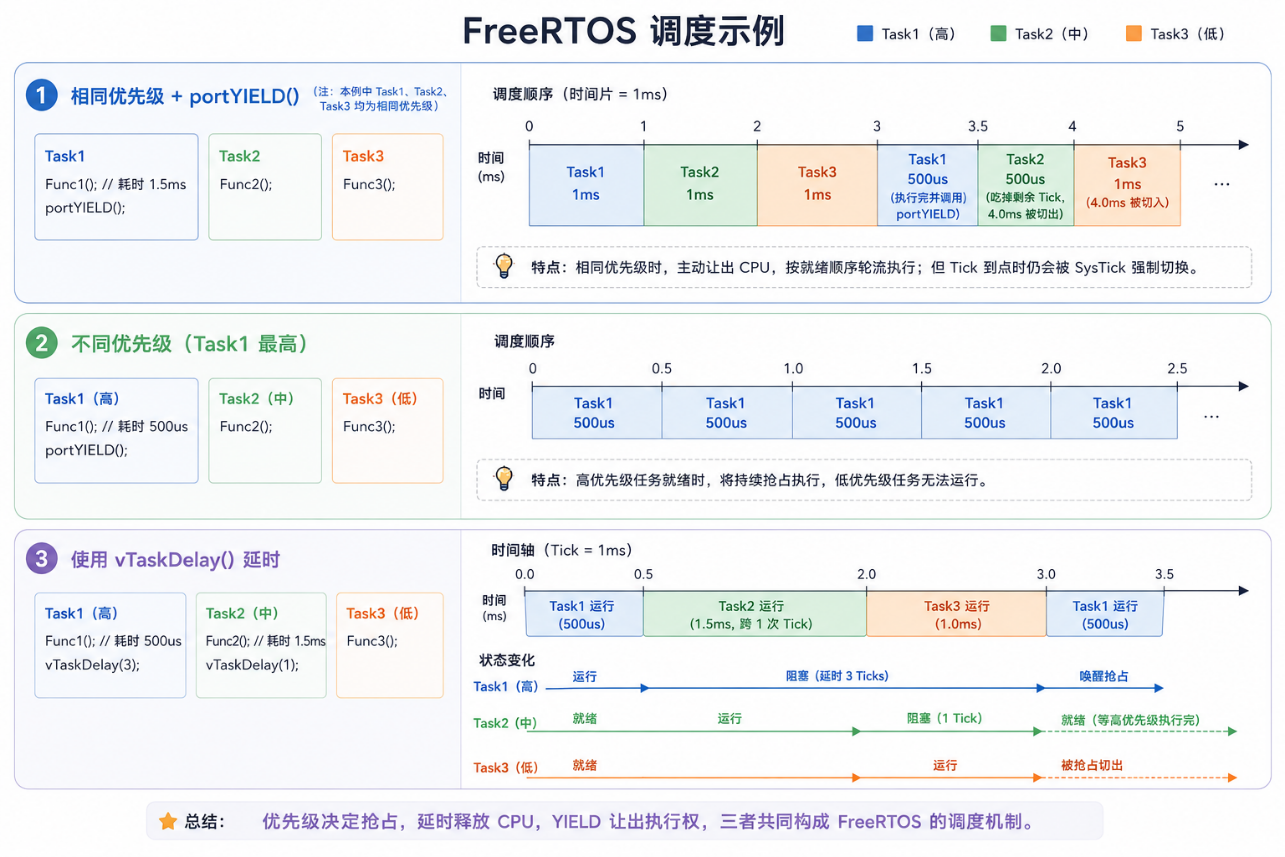 FreeRTOS 调度示例
Task1（高）
Task2（中）
Task3（低）
1
相同优先级 + portYIELD()
（注：本例中 Task1、Task2、
Task3 均为相同优先级）
Task1
Func1(); // 耗时 1.5ms
portYIELD();
Task2
Func2();
Task3
Func3();
调度顺序（时间片 = 1ms）
0 1 2 3 3.5 4 5
时间
(ms)
Task1
1ms
Task2
1ms
Task3
1ms
Task1
500us
(执行完并调用
portYIELD)
Task2
500us
(吃掉剩余 Tick,
4.0ms 被切出)
Task3
1ms
(4.0ms 被切入)
...
特点：相同优先级时，主动让出 CPU，按就绪顺序轮流执行；但 Tick 到点时仍会被 SysTick 强制切换。
2
不同优先级（Task1 最高）
Task1（高）
Func1(); // 耗时 500us
portYIELD();
Task2（中）
Func2();
Task3（低）
Func3();
调度顺序
0 0.5 1.0 1.5 2.0 2.5
时间
Task1
500us
Task1
500us
Task1
500us
Task1
500us
Task1
500us
...
特点：高优先级任务就绪时，将持续抢占执行，低优先级任务无法运行。
3
使用 vTaskDelay() 延时
Task1（高）
Func1(); // 耗时 500us
vTaskDelay(3);
Task2（中）
Func2(); // 耗时 1.5ms
vTaskDelay(1);
Task3（低）
Func3();
时间轴（Tick = 1ms）
0.0 0.5 2.0 3.0 3.5
时间
(ms)
Task1 运行
(500us)
Task2 运行
(1.5ms, 跨 1 次 Tick)
Task3 运行
(1.0ms)
Task1 运行
(500us)
状态变化
Task1（高） 运行 阻塞（延时 3 Ticks） 唤醒抢占
Task2（中） 就绪 运行 阻塞（1 Tick） 就绪（等高优先级执行完）
Task3（低） 就绪 运行 被抢占切出
总结： 优先级决定抢占，延时释放 CPU，YIELD 让出执行权，三者共同构成 FreeRTOS 的调度机制。